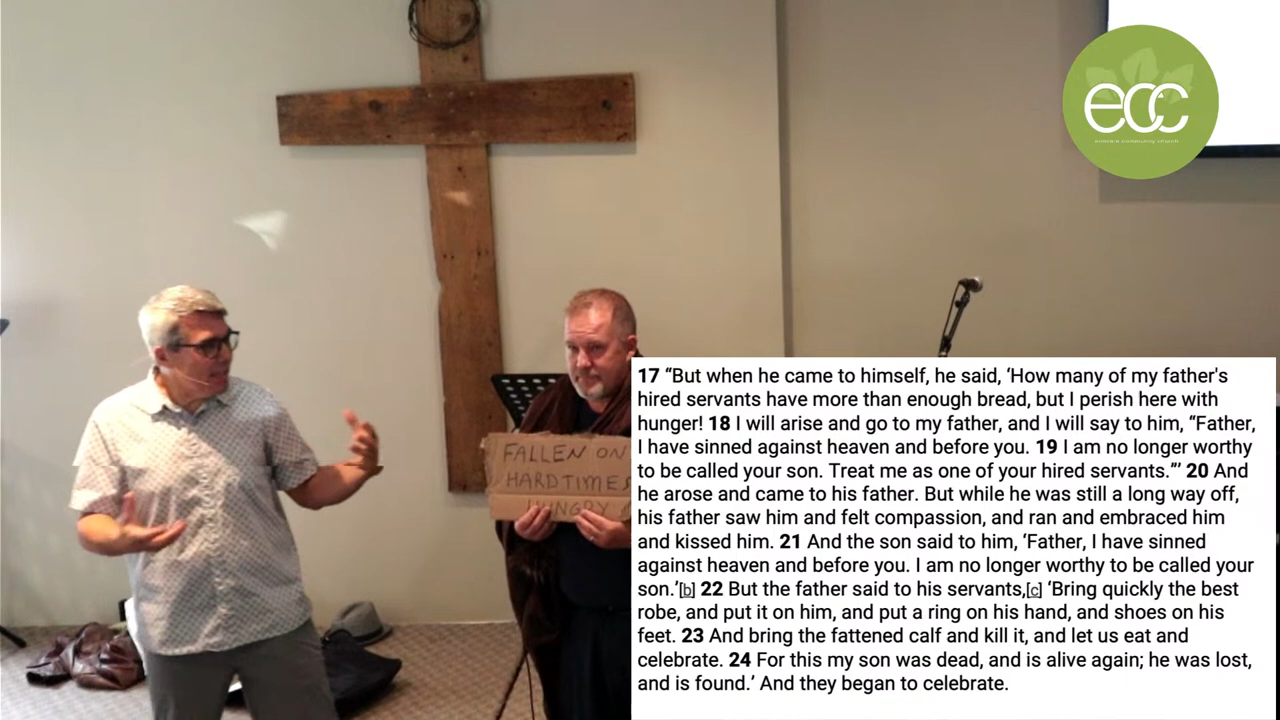 ecc
FALLEN ON
HARD TIMES
HUNGRY
17 “But when he came to himself, he said, ‘How many of my father's
hired servants have more than enough bread, but I perish here with
hunger! 18 I will arise and go to my father, and I will say to him, “Father,
I have sinned against heaven and before you. 19 I am no longer worthy
to be called your son. Treat me as one of your hired servants.”’ 20 And
he arose and came to his father. But while he was still a long way off,
his father saw him and felt compassion, and ran and embraced him
and kissed him. 21 And the son said to him, ‘Father, I have sinned
against heaven and before you. I am no longer worthy to be called your
son.’[b] 22 But the father said to his servants,[c] ‘Bring quickly the best
robe, and put it on him, and put a ring on his hand, and shoes on his
feet. 23 And bring the fattened calf and kill it, and let us eat and
celebrate. 24 For this my son was dead, and is alive again; he was lost,
and is found.’ And they began to celebrate.